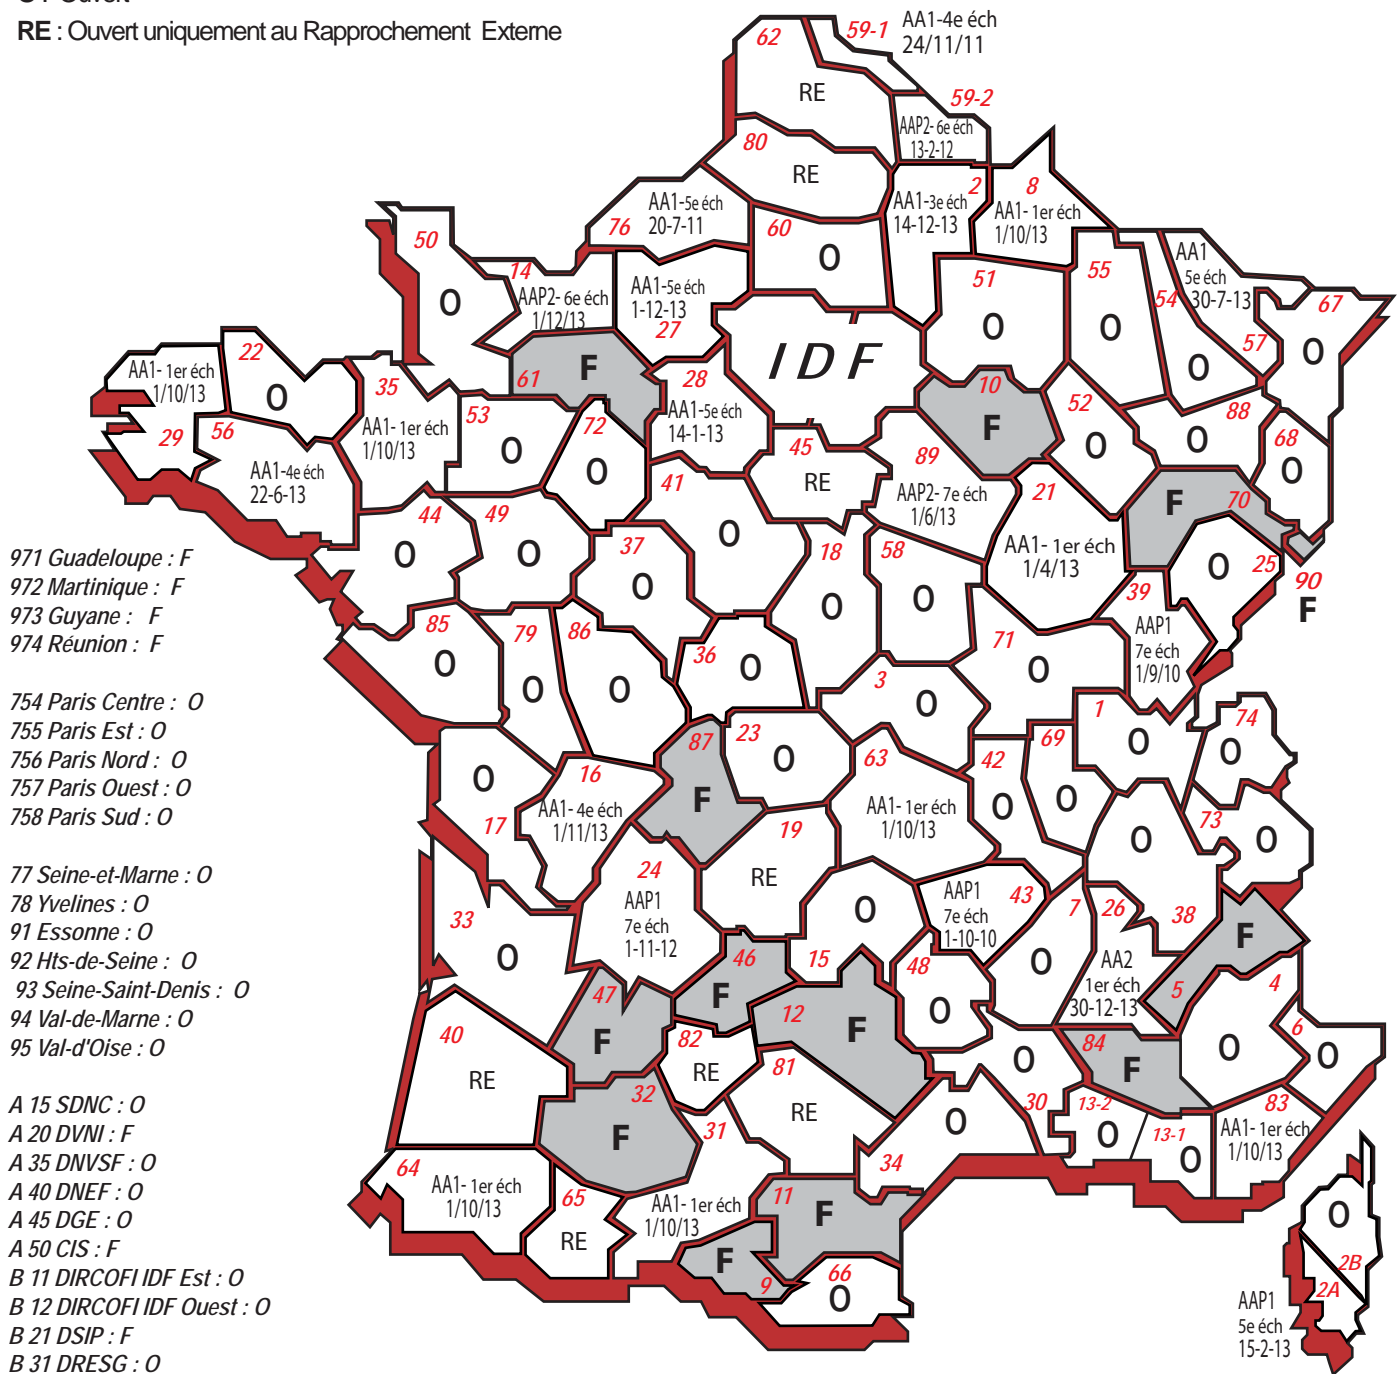 RE : Ouvert uniquement au Rapprochement Externe
62
RE
59-1
AA1-4e éch
24/11/11
59-2
AAP2- 6e éch
13-2-12
80
RE
76
AA1-5e éch
20-7-11
60
O
2
AA1-3e éch
14-12-13
8
AA1- 1er éch
1/10/13
50
O
14
AAP2- 6e éch
1/12/13
AA1-5e éch
1-12-13
27
51
O
55
O
54
O
AA1
5e éch
30-7-13
57
67
O
IDF
61
F
28
AA1-5e éch
14-1-13
10
F
52
O
88
O
68
O
AA1- 1er éch
1/10/13
29
22
O
56
AA1-4e éch
22-6-13
35
AA1- 1er éch
1/10/13
53
O
72
O
45
RE
89
AAP2- 7e éch
1/6/13
21
AA1- 1er éch
1/4/13
F
70
90
F
44
O
49
O
41
O
37
O
18
O
58
O
25
O
39
AAP1
7e éch
1/9/10
971 Guadeloupe : F
972 Martinique : F
973 Guyane : F
974 Réunion : F
85
O
79
O
86
O
36
O
3
O
71
O
1
O
74
O
754 Paris Centre : O
755 Paris Est : O
756 Paris Nord : O
757 Paris Ouest : O
758 Paris Sud : O
O
17
16
AA1- 4e éch
1/11/13
87
F
23
O
63
AA1- 1er éch
1/10/13
42
O
69
O
73
O
O
38
77 Seine-et-Marne : O
78 Yvelines : O
91 Essonne : O
92 Hts-de-Seine : O
93 Seine-Saint-Denis : O
94 Val-de-Marne : O
95 Val-d'Oise : O
33
O
24
AAP1
7e éch
1-11-12
19
RE
O
15
AAP1
7e éch
1-10-10
43
7
O
26
AA2
1er éch
30-12-13
F
5
4
O
6
O
46
F
47
F
12
F
48
O
40
RE
82
RE
81
RE
O
30
84
F
13-2
O
13-1
O
83
AA1- 1er éch
1/10/13
A 15 SDNC : O
A 20 DVNI : F
A 35 DNVSF : O
A 40 DNEF : O
A 45 DGE : O
A 50 CIS : F
B 11 DIRCOFI IDF Est : O
B 12 DIRCOFI IDF Ouest : O
B 21 DSIP : F
B 31 DRESG : O
32
F
31
AA1- 1er éch
1/10/13
34
O
64
AA1- 1er éch
1/10/13
65
RE
11
F
F
9
66
O
O
2B
2A
AAP1
5e éch
15-2-13